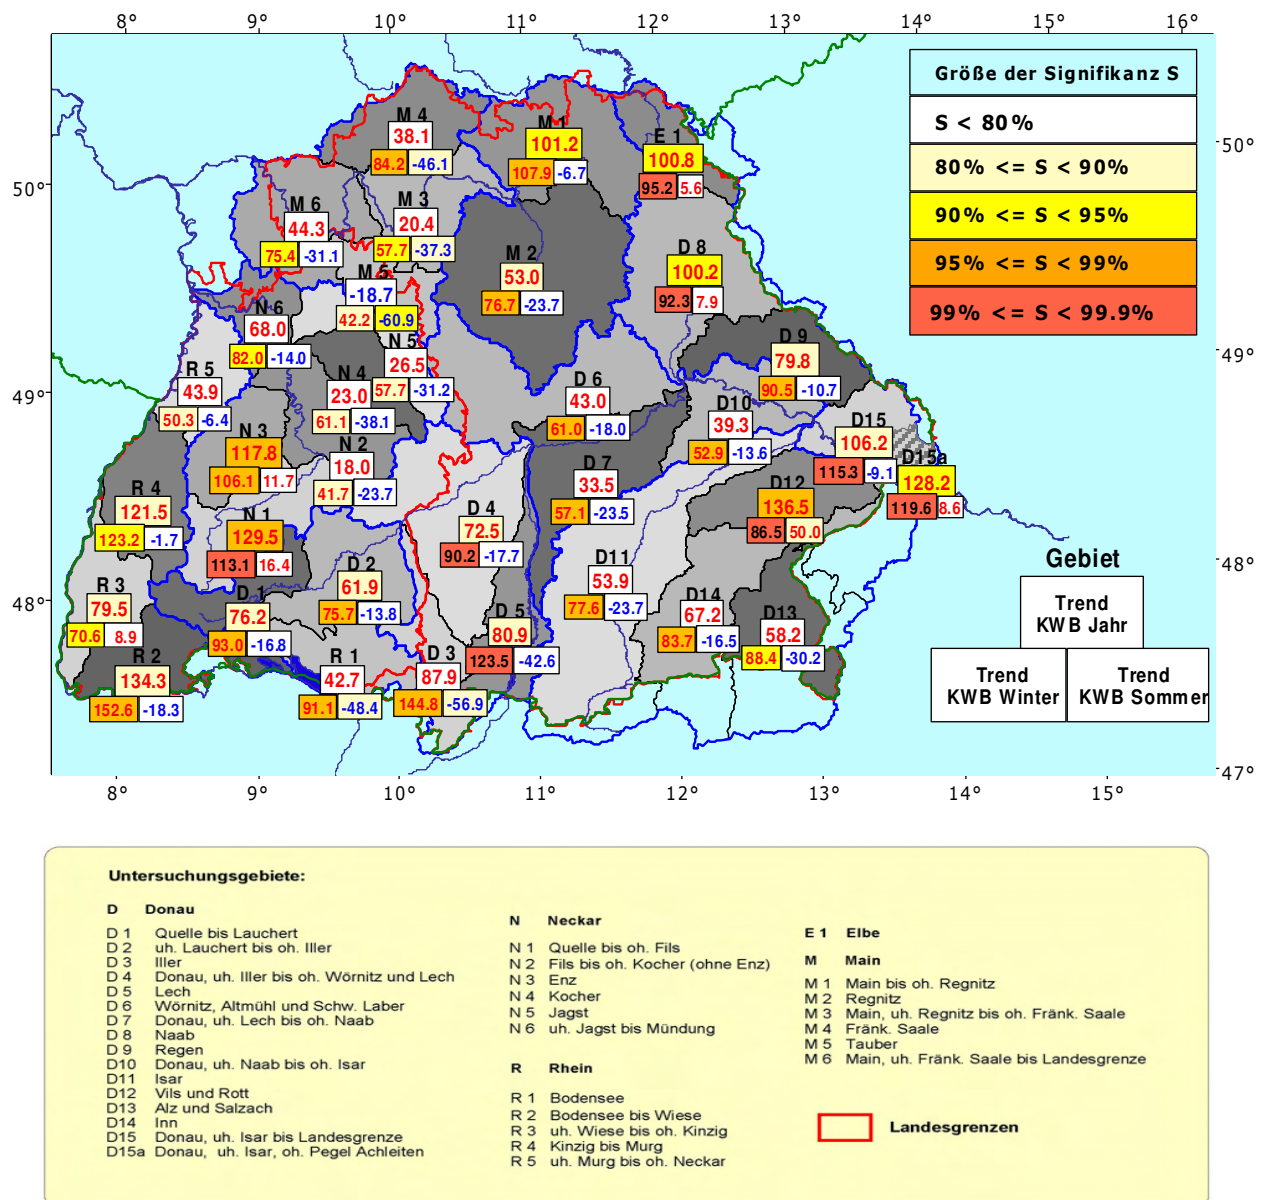 8° 9° 10° 11° 12° 13° 14° 15° 16°
Größe der Signifikanz S
S < 80%
80% <= S < 90%
90% <= S < 95%
95% <= S < 99%
99% <= S < 99.9%
50° 50°
49° 49°
48° 48°
47°
M 4
38.1
84.2 -46.1
M 1
101.2
107.9 -6.7
E 1
100.8
95.2 5.6
M 6
44.3
75.4 -31.1
M 3
20.4
57.7 -37.3
M 2
53.0
76.7 -23.7
D 8
100.2
92.3 7.9
M 5
-18.7
42.2 -60.9
N 6
68.0
82.0 -14.0
N 5
26.5
57.7 -31.2
D 9
79.8
90.5 -10.7
R 5
43.9
50.3 -6.4
N 4
23.0
61.1 -38.1
D 6
43.0
61.0 -18.0
D10
39.3
52.9 -13.6
D15
106.2
115.3 -9.1
N 3
117.8
106.1 11.7
N 2
18.0
41.7 -23.7
D 7
33.5
57.1 -23.5
D15a
128.2
119.6 8.6
R 4
121.5
123.2 -1.7
N 1
129.5
113.1 16.4
D 4
72.5
90.2 -17.7
D12
136.5
86.5 50.0
D 2
61.9
75.7 -13.8
D11
53.9
77.6 -23.7
R 3
79.5
70.6 8.9
D 1
76.2
93.0 -16.8
D 5
80.9
123.5 -42.6
D14
67.2
83.7 -16.5
D13
58.2
88.4 -30.2
R 2
134.3
152.6 -18.3
R 1
42.7
91.1 -48.4
D 3
87.9
144.8 -56.9
Gebiet
Trend
KWB Jahr
Trend
KWB Winter
Trend
KWB Sommer
8° 9° 10° 11° 12° 13° 14° 15°
Untersuchungsgebiete:
D Donau
D 1 Quelle bis Lauchert
D 2 uh. Lauchert bis oh. Iller
D 3 Iller
D 4 Donau, uh. Iller bis oh. Wörnitz und Lech
D 5 Lech
D 6 Wörnitz, Altmühl und Schw. Laber
D 7 Donau, uh. Lech bis oh. Naab
D 8 Naab
D 9 Regen
D10 Donau, uh. Naab bis oh. Isar
D11 Isar
D12 Vils und Rott
D13 Alz und Salzach
D14 Inn
D15 Donau, uh. Isar bis Landesgrenze
D15a Donau, uh. Isar, oh. Pegel Achleiten
N Neckar
N 1 Quelle bis oh. Fils
N 2 Fils bis oh. Kocher (ohne Enz)
N 3 Enz
N 4 Kocher
N 5 Jagst
N 6 uh. Jagst bis Mündung
R Rhein
R 1 Bodensee
R 2 Bodensee bis Wiese
R 3 uh. Wiese bis oh. Kinzig
R 4 Kinzig bis Murg
R 5 uh. Murg bis oh. Neckar
E 1 Elbe
M Main
M 1 Main bis oh. Regnitz
M 2 Regnitz
M 3 Main, uh. Regnitz bis oh. Fränk. Saale
M 4 Fränk. Saale
M 5 Tauber
M 6 Main, uh. Fränk. Saale bis Landesgrenze
Landesgrenzen